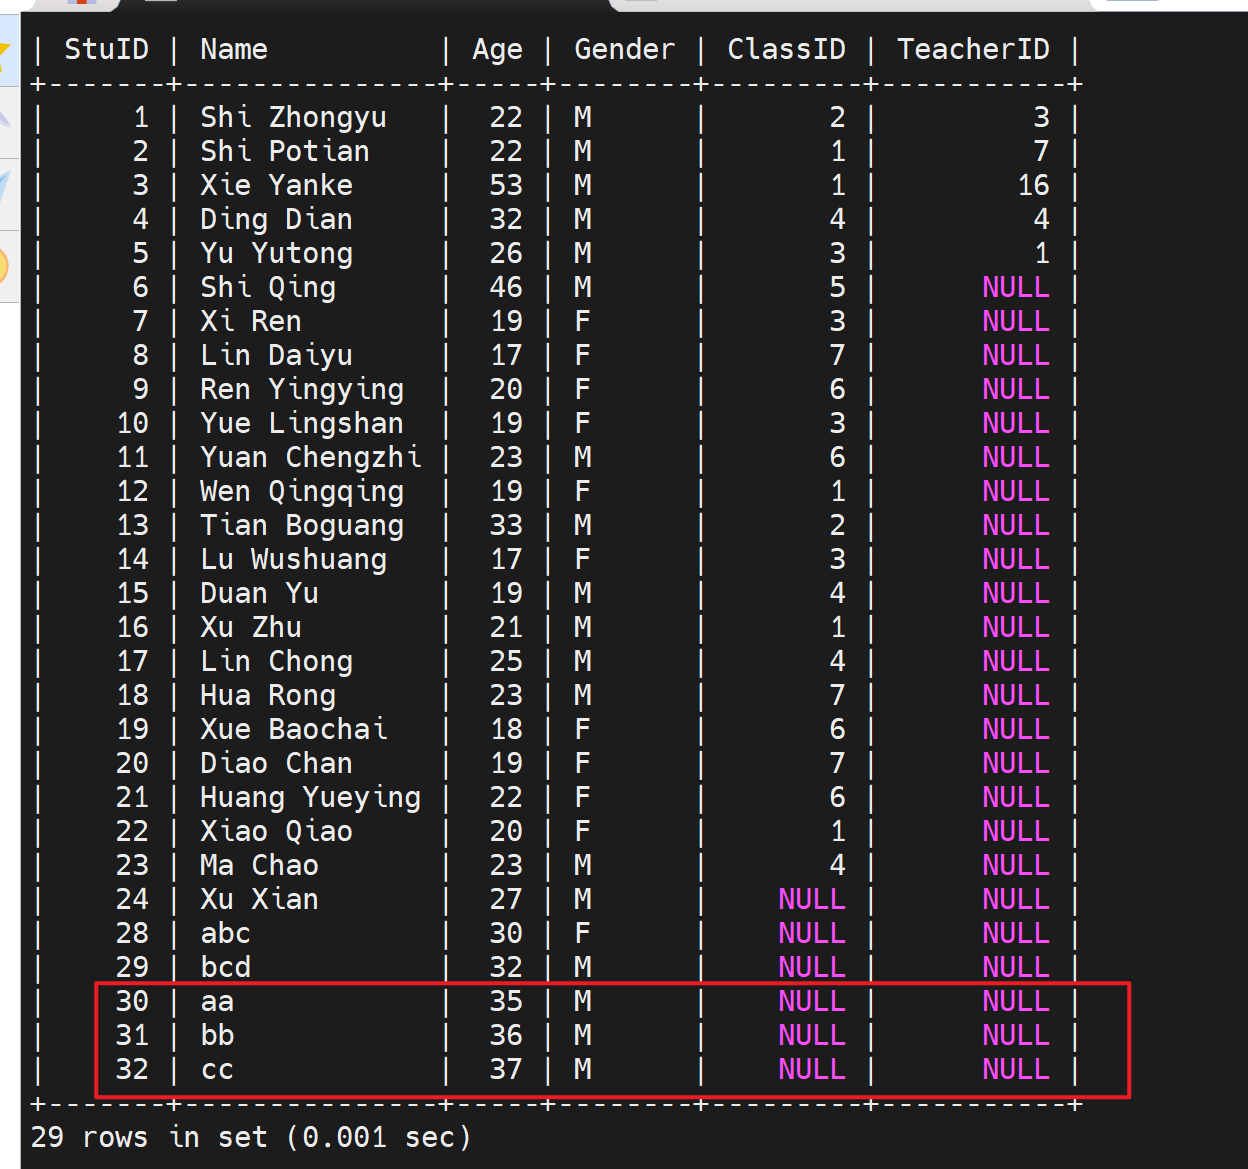 | StuID | Name          | Age | Gender | ClassID | TeacherID |
+-------+---------------+-----+--------+---------+-----------+
|     1 | Shi Zhongyu   |  22 | M      |       2 |         3 |
|     2 | Shi Potian    |  22 | M      |       1 |         7 |
|     3 | Xie Yanke     |  53 | M      |       1 |        16 |
|     4 | Ding Dian     |  32 | M      |       4 |         4 |
|     5 | Yu Yutong     |  26 | M      |       3 |         1 |
|     6 | Shi Qing      |  46 | M      |       5 |      NULL |
|     7 | Xi Ren        |  19 | F      |       3 |      NULL |
|     8 | Lin Daiyu     |  17 | F      |       7 |      NULL |
|     9 | Ren Yingying  |  20 | F      |       6 |      NULL |
|    10 | Yue Lingshan  |  19 | F      |       3 |      NULL |
|    11 | Yuan Chengzhi |  23 | M      |       6 |      NULL |
|    12 | Wen Qingqing  |  19 | F      |       1 |      NULL |
|    13 | Tian Boguang  |  33 | M      |       2 |      NULL |
|    14 | Lu Wushuang   |  17 | F      |       3 |      NULL |
|    15 | Duan Yu       |  19 | M      |       4 |      NULL |
|    16 | Xu Zhu        |  21 | M      |       1 |      NULL |
|    17 | Lin Chong     |  25 | M      |       4 |      NULL |
|    18 | Hua Rong      |  23 | M      |       7 |      NULL |
|    19 | Xue Baochai   |  18 | F      |       6 |      NULL |
|    20 | Diao Chan     |  19 | F      |       7 |      NULL |
|    21 | Huang Yueying |  22 | F      |       6 |      NULL |
|    22 | Xiao Qiao     |  20 | F      |       1 |      NULL |
|    23 | Ma Chao       |  23 | M      |       4 |      NULL |
|    24 | Xu Xian       |  27 | M      |    NULL |      NULL |
|    28 | abc           |  30 | F      |    NULL |      NULL |
|    29 | bcd           |  32 | M      |    NULL |      NULL |
|    30 | aa            |  35 | M      |    NULL |      NULL |
|    31 | bb            |  36 | M      |    NULL |      NULL |
|    32 | cc            |  37 | M      |    NULL |      NULL |
+-------+---------------+-----+--------+---------+-----------+
29 rows in set (0.001 sec)